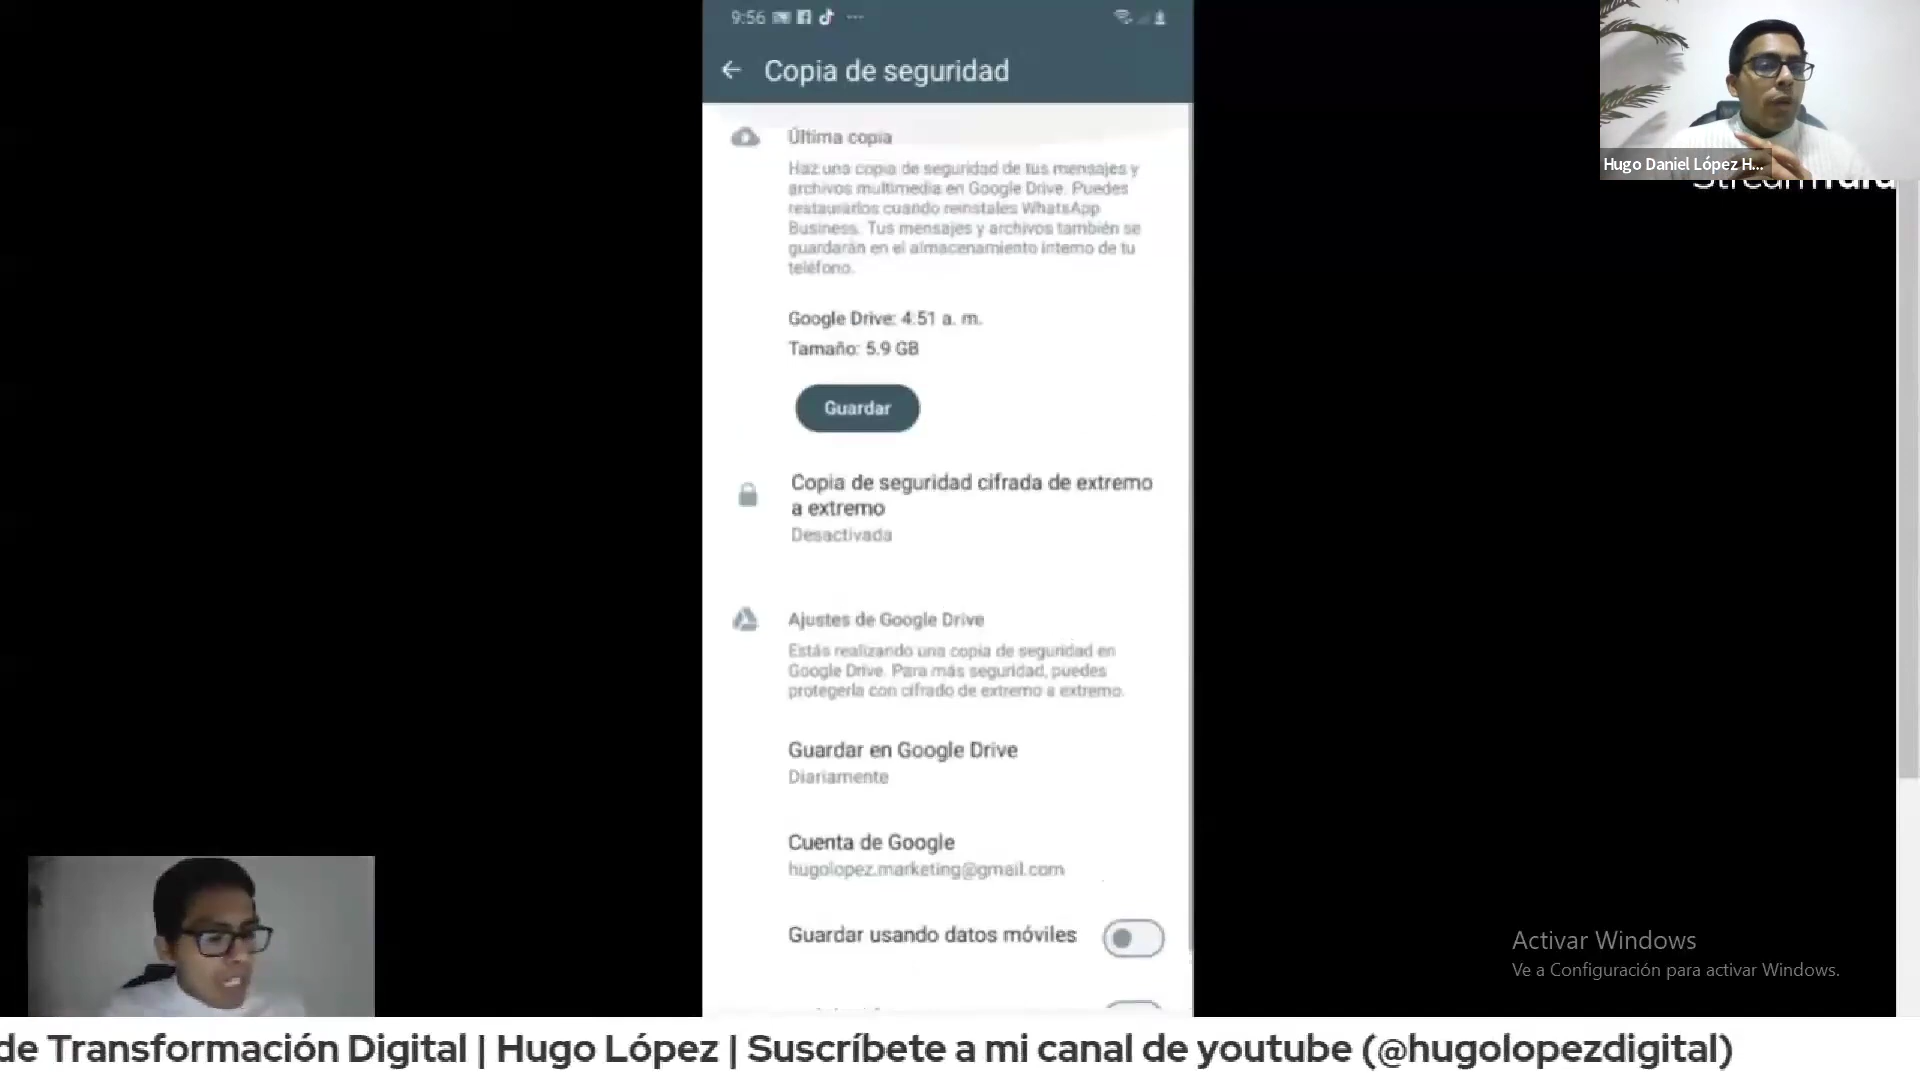 9:56
Copia de seguridad
Última copia
Haz una copia de seguridad de tus mensajes y
archivos multimedia en Google Drive. Puedes
restaurarlos cuando reinstales WhatsApp
Business. Tus mensajes y archivos también se
guardarán en el almacenamiento interno de tu
teléfono.
Google Drive: 4:51 a. m.
Tamaño: 5.9 GB
Guardar
Copia de seguridad cifrada de extremo
a extremo
Desactivada
Ajustes de Google Drive
Estás realizando una copia de seguridad en
Google Drive. Para más seguridad, puedes
protegerla con cifrado de extremo a extremo.
Guardar en Google Drive
Diariamente
Cuenta de Google
hugolopez.marketing@gmail.com
Guardar usando datos móviles
Hugo Daniel López H...
Activar Windows
Ve a Configuración para activar Windows.
de Transformación Digital | Hugo López | Suscríbete a mi canal de youtube (@hugolopezdigital)